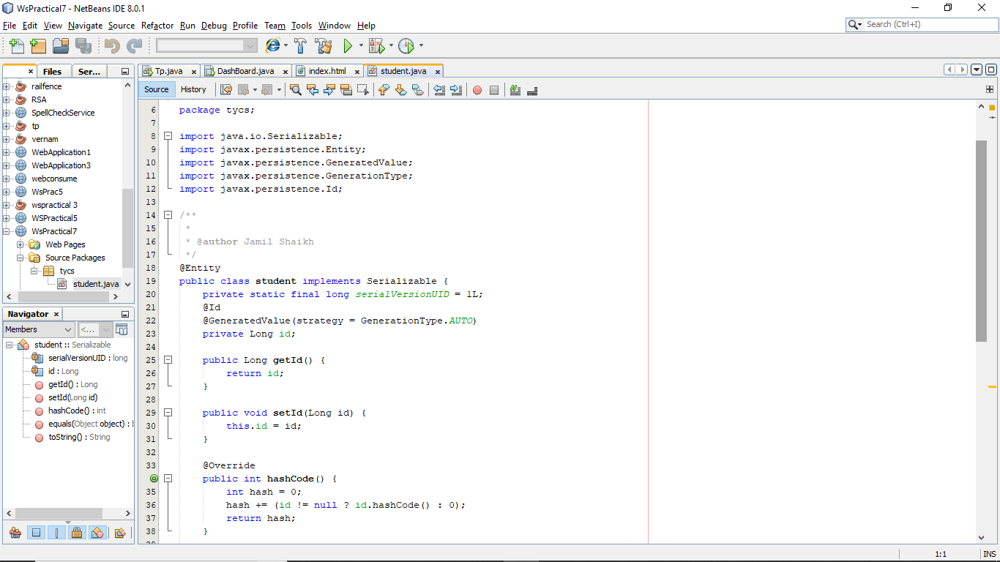 WsPractical7 - NetBeans IDE 8.0.1
File Edit View Navigate Source Refactor Run Debug Profile Team Tools Window Help
Search (Ctrl+I)
Files Ser...
Tp.java DashBoard.java index.html student.java
Source History
railfence
RSA
SpellCheckService
tp
vernam
WebApplication1
WebApplication3
webconsume
WsPrac5
wspractical 3
WSPractical5
WsPractical7
Web Pages
Source Packages
tycs
student.java
Navigator
Members <...
student :: Serializable
serialVersionUID : long
id : Long
getId() : Long
setId(Long id)
hashCode() : int
equals(Object object) : b
toString() : String
6 package tycs;
7
8 import java.io.Serializable;
9 import javax.persistence.Entity;
10 import javax.persistence.GeneratedValue;
11 import javax.persistence.GenerationType;
12 import javax.persistence.Id;
13
14 /**
15 *
16 * @author Jamil Shaikh
17 */
18 @Entity
19 public class student implements Serializable {
20 private static final long serialVersionUID = 1L;
21 @Id
22 @GeneratedValue(strategy = GenerationType.AUTO)
23 private Long id;
24
25 public Long getId() {
26 return id;
27 }
28
29 public void setId(Long id) {
30 this.id = id;
31 }
32
33 @Override
public int hashCode() {
35 int hash = 0;
36 hash += (id != null ? id.hashCode() : 0);
37 return hash;
38 }
1:1 INS